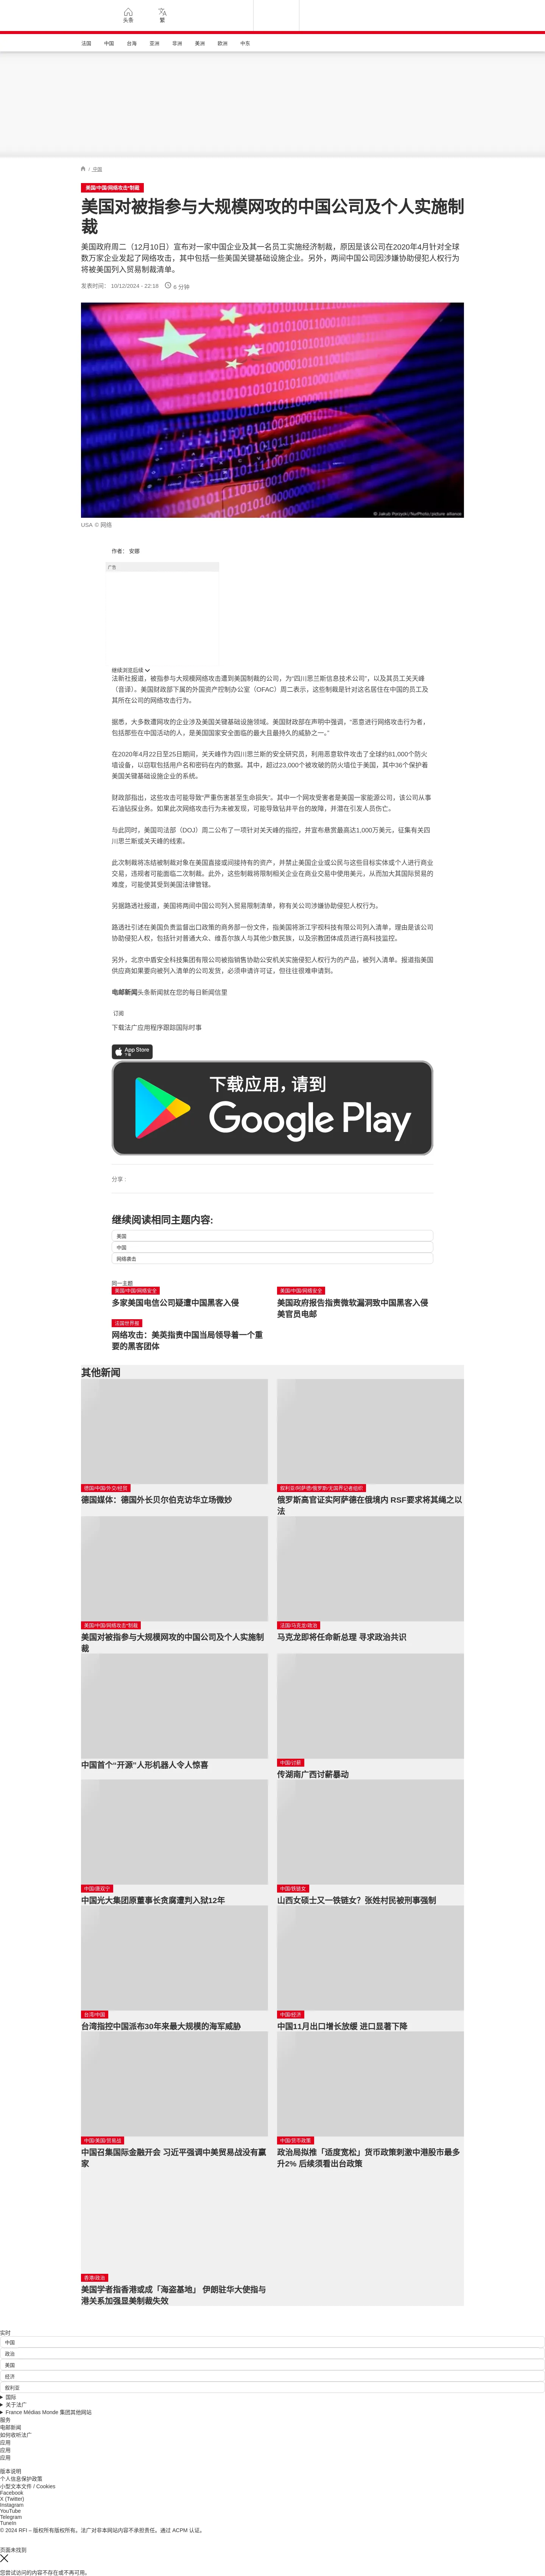 头条
繁
法国
中国
台海
亚洲
非洲
美洲
欧洲
中东
/ 中国
美国/中国/网络攻击*制裁
美国对被指参与大规模网攻的中国公司及个人实施制
裁
美国政府周二（12月10日）宣布对一家中国企业及其一名员工实施经济制裁，原因是该公司在2020年4月针对全球
数万家企业发起了网络攻击，其中包括一些美国关键基础设施企业。另外，两间中国公司因涉嫌协助侵犯人权行为
将被美国列入贸易制裁清单。
发表时间： 10/12/2024 - 22:16 6 分钟
© Jakub Porzycki/NurPhoto/picture alliance
USA © 网络
作者： 安娜
广告
继续浏览后续
法新社报道，被指参与大规模网络攻击遭到美国制裁的公司，为“四川思兰斯信息技术公司”，以及其员工关天峰
（音译）。美国财政部下属的外国资产控制办公室（OFAC）周二表示，这些制裁是针对这名居住在中国的员工及
其所在公司的网络攻击行为。
据悉，大多数遭网攻的企业涉及美国关键基础设施领域。美国财政部在声明中强调，“恶意进行网络攻击行为者，
包括那些在中国活动的人，是美国国家安全面临的最大且最持久的威胁之一。”
在2020年4月22日至25日期间，关天峰作为四川思兰斯的安全研究员，利用恶意软件攻击了全球约81,000个防火
墙设备，以窃取包括用户名和密码在内的数据。其中，超过23,000个被攻破的防火墙位于美国，其中36个保护着
美国关键基础设施企业的系统。
财政部指出，这些攻击可能导致“严重伤害甚至生命损失”。其中一个网攻受害者是美国一家能源公司，该公司从事
石油钻探业务。如果此次网络攻击行为未被发现，可能导致钻井平台的故障，并潜在引发人员伤亡。
与此同时，美国司法部（DOJ）周二公布了一项针对关天峰的指控，并宣布悬赏最高达1,000万美元，征集有关四
川思兰斯或关天峰的线索。
此次制裁将冻结被制裁对象在美国直接或间接持有的资产，并禁止美国企业或公民与这些目标实体或个人进行商业
交易，违规者可能面临二次制裁。此外，这些制裁将限制相关企业在商业交易中使用美元，从而加大其国际贸易的
难度，可能使其受到美国法律管辖。
另据路透社报道，美国将两间中国公司列入贸易限制清单，称有关公司涉嫌协助侵犯人权行为。
路透社引述在美国负责监督出口政策的商务部一份文件，指美国将浙江宇视科技有限公司列入清单，理由是该公司
协助侵犯人权，包括针对普通大众、维吾尔族人与其他少数民族，以及宗教团体成员进行高科技监控。
另外，北京中盾安全科技集团有限公司被指销售协助公安机关实施侵犯人权行为的产品，被列入清单。报道指美国
供应商如果要向被列入清单的公司发货，必须申请许可证，但往往很难申请到。
电邮新闻头条新闻就在您的每日新闻信里
订阅
下载法广应用程序跟踪国际时事
App Store
下载
下载应用，请到
Google Play
分享 :
继续阅读相同主题内容:
美国
中国
网络袭击
同一主题
美国/中国/网络安全
多家美国电信公司疑遭中国黑客入侵
美国/中国/网络安全
美国政府报告指责微软漏洞致中国黑客入侵
美官员电邮
法国世界报
网络攻击：美英指责中国当局领导着一个重
要的黑客团体
其他新闻
德国/中国/外交/经贸
德国媒体：德国外长贝尔伯克访华立场微妙
叙利亚/阿萨德/俄罗斯/无国界记者组织
俄罗斯高官证实阿萨德在俄境内 RSF要求将其绳之以
法
美国/中国/网络攻击*制裁
美国对被指参与大规模网攻的中国公司及个人实施制
裁
法国/马克龙/政治
马克龙即将任命新总理 寻求政治共识
中国首个“开源”人形机器人令人惊喜
中国/讨薪
传湖南广西讨薪暴动
中国/唐双宁
中国光大集团原董事长贪腐遭判入狱12年
中国/铁链女
山西女硕士又一铁链女？张姓村民被刑事强制
台湾/中国
台湾指控中国派布30年来最大规模的海军威胁
中国/经济
中国11月出口增长放缓 进口显著下降
中国/美国/贸易战
中国召集国际金融开会 习近平强调中美贸易战没有赢
家
中国/货币政策
政治局拟推「适度宽松」货币政策刺激中港股市最多
升2% 后续须看出台政策
香港/政治
美国学者指香港或成「海盗基地」 伊朗驻华大使指与
港关系加强显美制裁失效
实时
中国
政治
美国
经济
叙利亚
国际
关于法广
France Médias Monde 集团其他网站
服务
电邮新闻
如何收听法广
应用
应用
应用
版本说明
个人信息保护政策
小型文本文件 / Cookies
Facebook
X (Twitter)
Instagram
YouTube
Telegram
TuneIn
© 2024 RFI – 版权所有版权所有。法广对非本网站内容不承担责任。通过 ACPM 认证。
页面未找到
您尝试访问的内容不存在或不再可用。